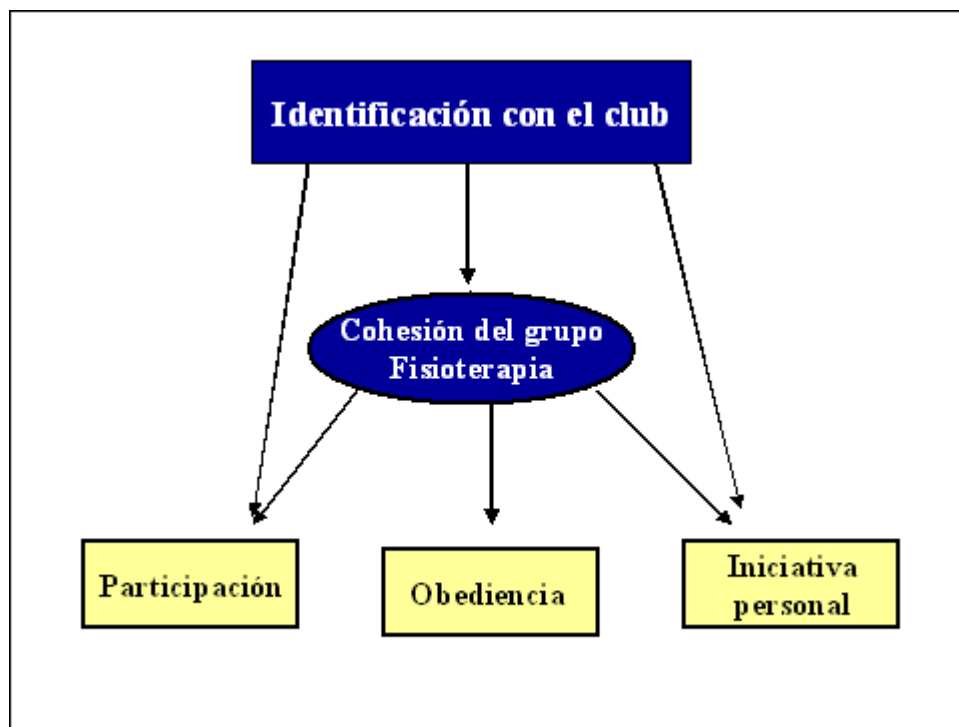 Identificación con el club
Cohesión del grupo
Fisioterapia
Participación
Obediencia
Iniciativa
personal